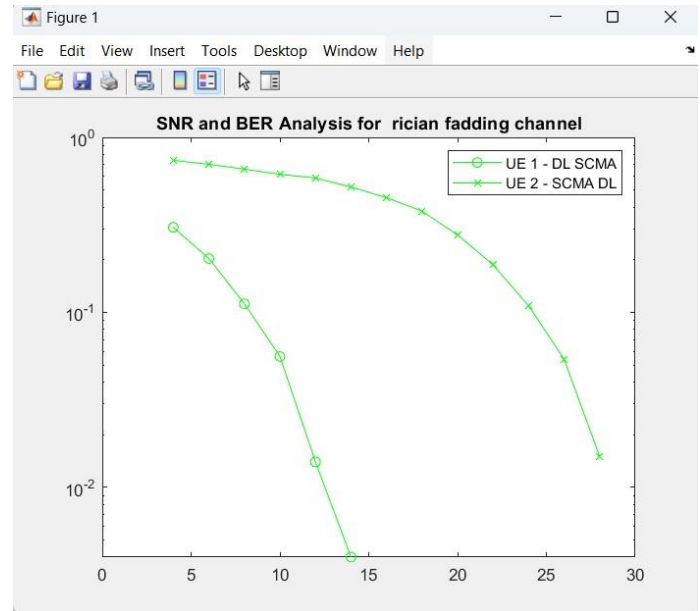 Figure 1
File Edit View Insert Tools Desktop Window Help
SNR and BER Analysis for  rician fadding channel
UE 1 - DL SCMA
UE 2 - SCMA DL
10^0
10^-1
10^-2
0 5 10 15 20 25 30